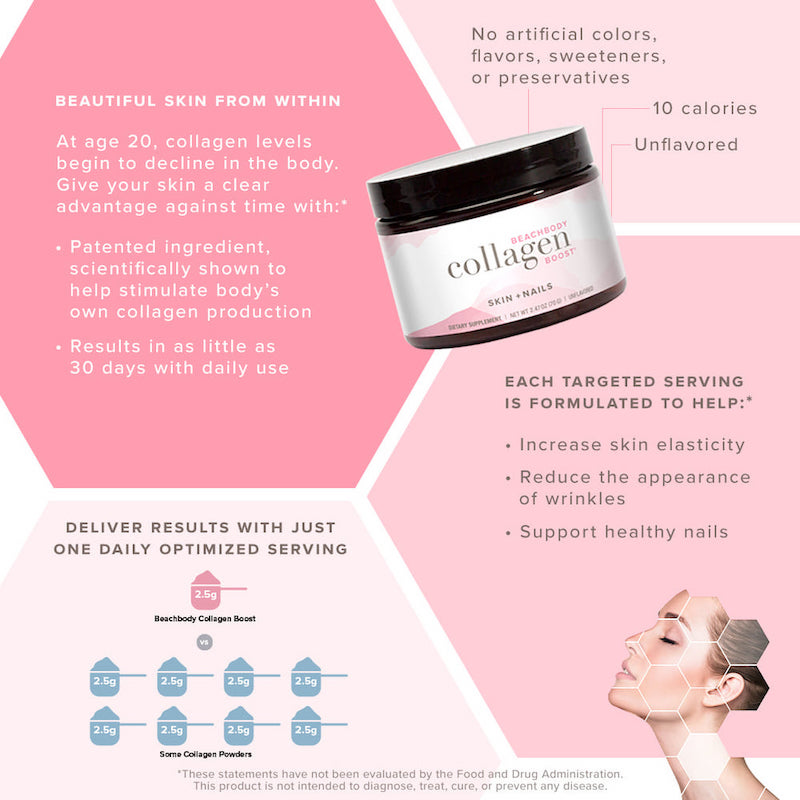 No artificial colors,
flavors, sweeteners,
or preservatives
10 calories
Unflavored
BEAUTIFUL SKIN FROM WITHIN
At age 20, collagen levels
begin to decline in the body.
Give your skin a clear
advantage against time with:*
• Patented ingredient,
scientifically shown to
help stimulate body's
own collagen production
• Results in as little as
30 days with daily use
BEACHBODY
collagen
BOOST
SKIN + NAILS
DIETARY SUPPLEMENT | NET WT 2.47 OZ (70 G) | UNFLAVORED
EACH TARGETED SERVING
IS FORMULATED TO HELP:*
• Increase skin elasticity
• Reduce the appearance
of wrinkles
• Support healthy nails
DELIVER RESULTS WITH JUST
ONE DAILY OPTIMIZED SERVING
2.5g
Beachbody Collagen Boost
vs
2.5g 2.5g 2.5g 2.5g
2.5g 2.5g 2.5g 2.5g
Some Collagen Powders
*These statements have not been evaluated by the Food and Drug Administration.
This product is not intended to diagnose, treat, cure, or prevent any disease.